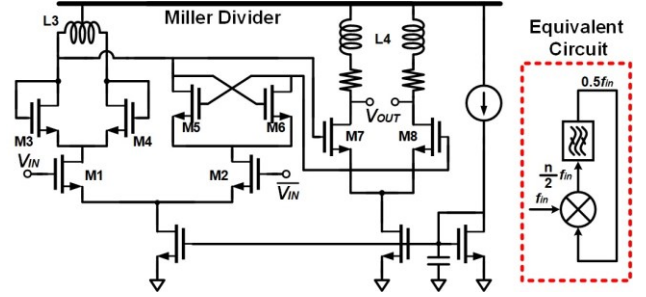 Miller Divider
L3
L4
Equivalent
Circuit
M3
M4
M5
M6
M7
M8
VOUT
VIN
M1
M2
VIN
0.5fin
n/2 fin
fin